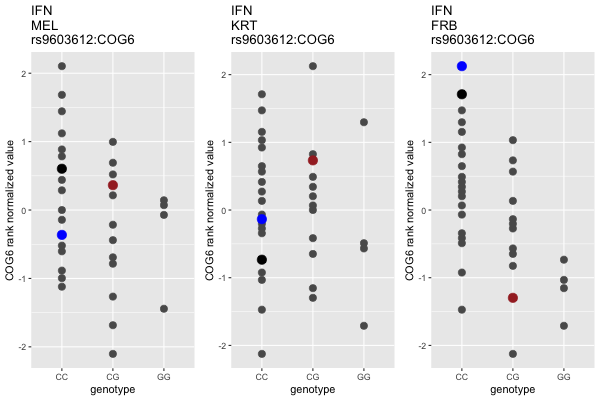 IFN
MEL
rs9603612:COG6
COG6 rank normalized value
2
1
0
-1
-2
CC
CG
GG
genotype
IFN
KRT
rs9603612:COG6
COG6 rank normalized value
2
1
0
-1
-2
CC
CG
GG
genotype
IFN
FRB
rs9603612:COG6
COG6 rank normalized value
2
1
0
-1
-2
CC
CG
GG
genotype